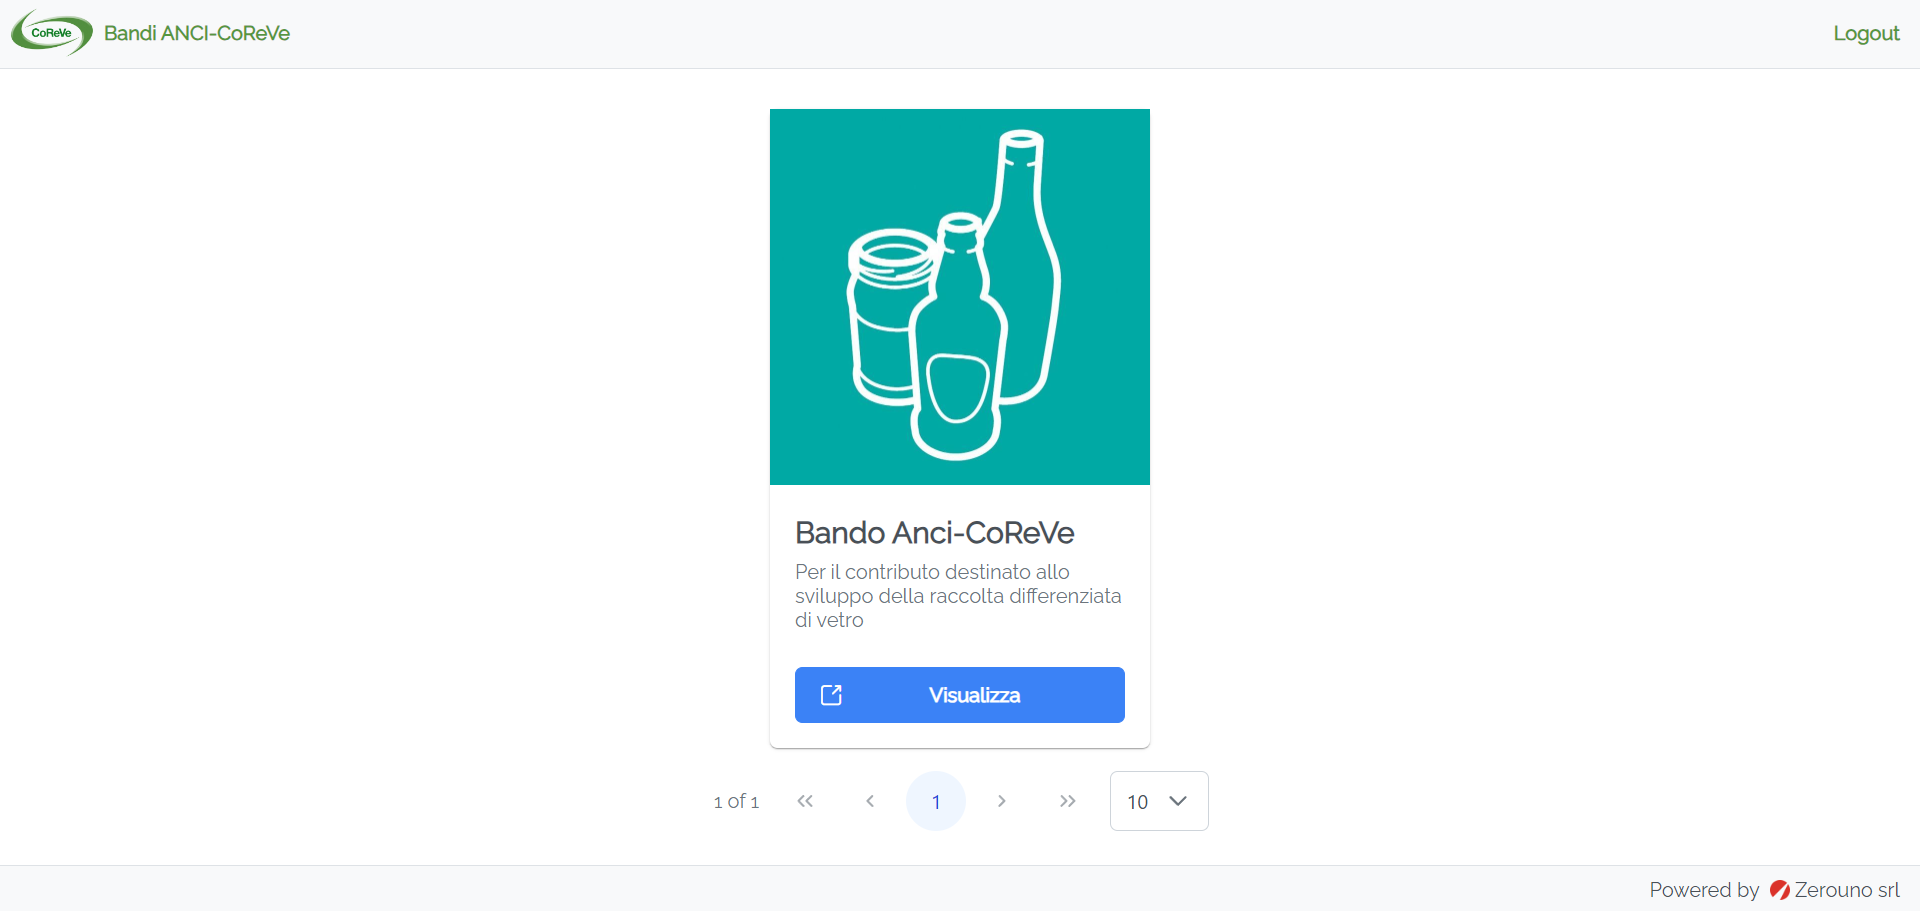 CoReVe Bandi ANCI-CoReVe Logout
Bando Anci-CoReVe
Per il contributo destinato allo
sviluppo della raccolta differenziata
di vetro
Visualizza
1 of 1 1 10
Powered by Zerouno srl